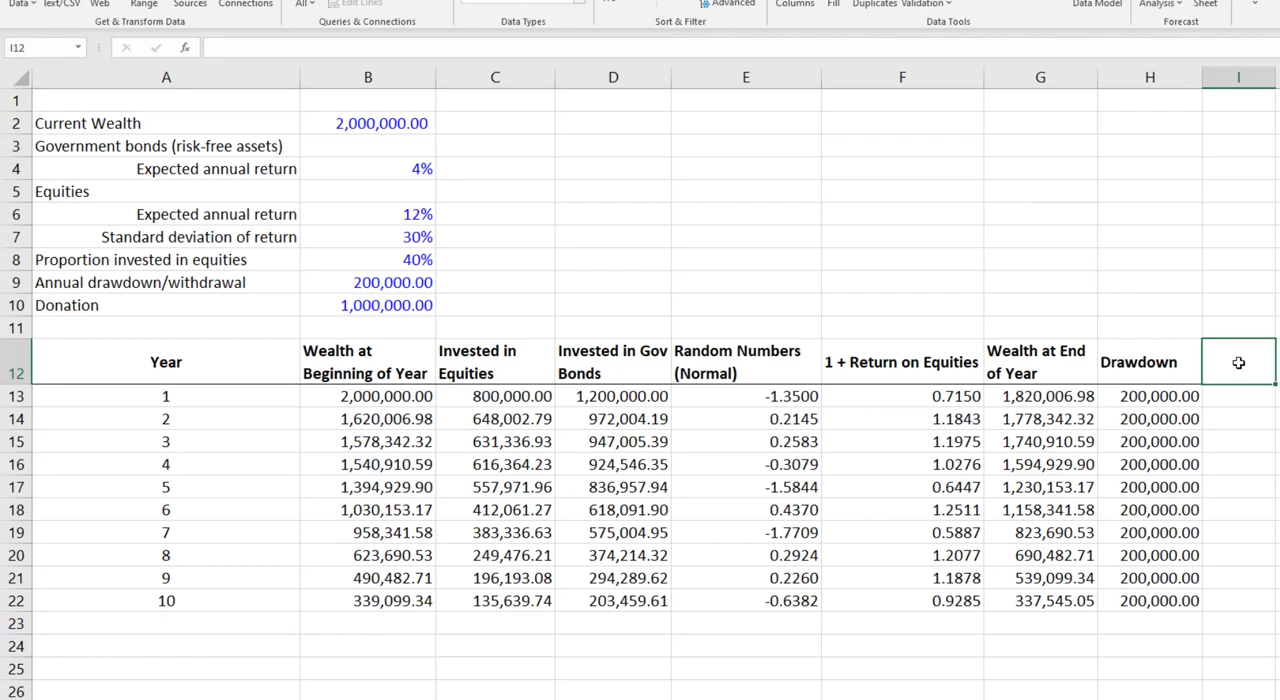 Data Text/CSV Web Range Sources Connections All Edit Links Advanced Columns Fill Duplicates Validation Data Model Analysis Sheet
Get & Transform Data Queries & Connections Data Types Sort & Filter Data Tools Forecast
I12 fx
A B C D E F G H I
1
2 Current Wealth 2,000,000.00
3 Government bonds (risk-free assets)
4 Expected annual return 4%
5 Equities
6 Expected annual return 12%
7 Standard deviation of return 30%
8 Proportion invested in equities 40%
9 Annual drawdown/withdrawal 200,000.00
10 Donation 1,000,000.00
11
Wealth at Invested in Invested in Gov Random Numbers Wealth at End
Year 1 + Return on Equities Drawdown
12 Beginning of Year Equities Bonds (Normal) of Year
13 1 2,000,000.00 800,000.00 1,200,000.00 -1.3500 0.7150 1,820,006.98 200,000.00
14 2 1,620,006.98 648,002.79 972,004.19 0.2145 1.1843 1,778,342.32 200,000.00
15 3 1,578,342.32 631,336.93 947,005.39 0.2583 1.1975 1,740,910.59 200,000.00
16 4 1,540,910.59 616,364.23 924,546.35 -0.3079 1.0276 1,594,929.90 200,000.00
17 5 1,394,929.90 557,971.96 836,957.94 -1.5844 0.6447 1,230,153.17 200,000.00
18 6 1,030,153.17 412,061.27 618,091.90 0.4370 1.2511 1,158,341.58 200,000.00
19 7 958,341.58 383,336.63 575,004.95 -1.7709 0.5887 823,690.53 200,000.00
20 8 623,690.53 249,476.21 374,214.32 0.2924 1.2077 690,482.71 200,000.00
21 9 490,482.71 196,193.08 294,289.62 0.2260 1.1878 539,099.34 200,000.00
22 10 339,099.34 135,639.74 203,459.61 -0.6382 0.9285 337,545.05 200,000.00
23
24
25
26